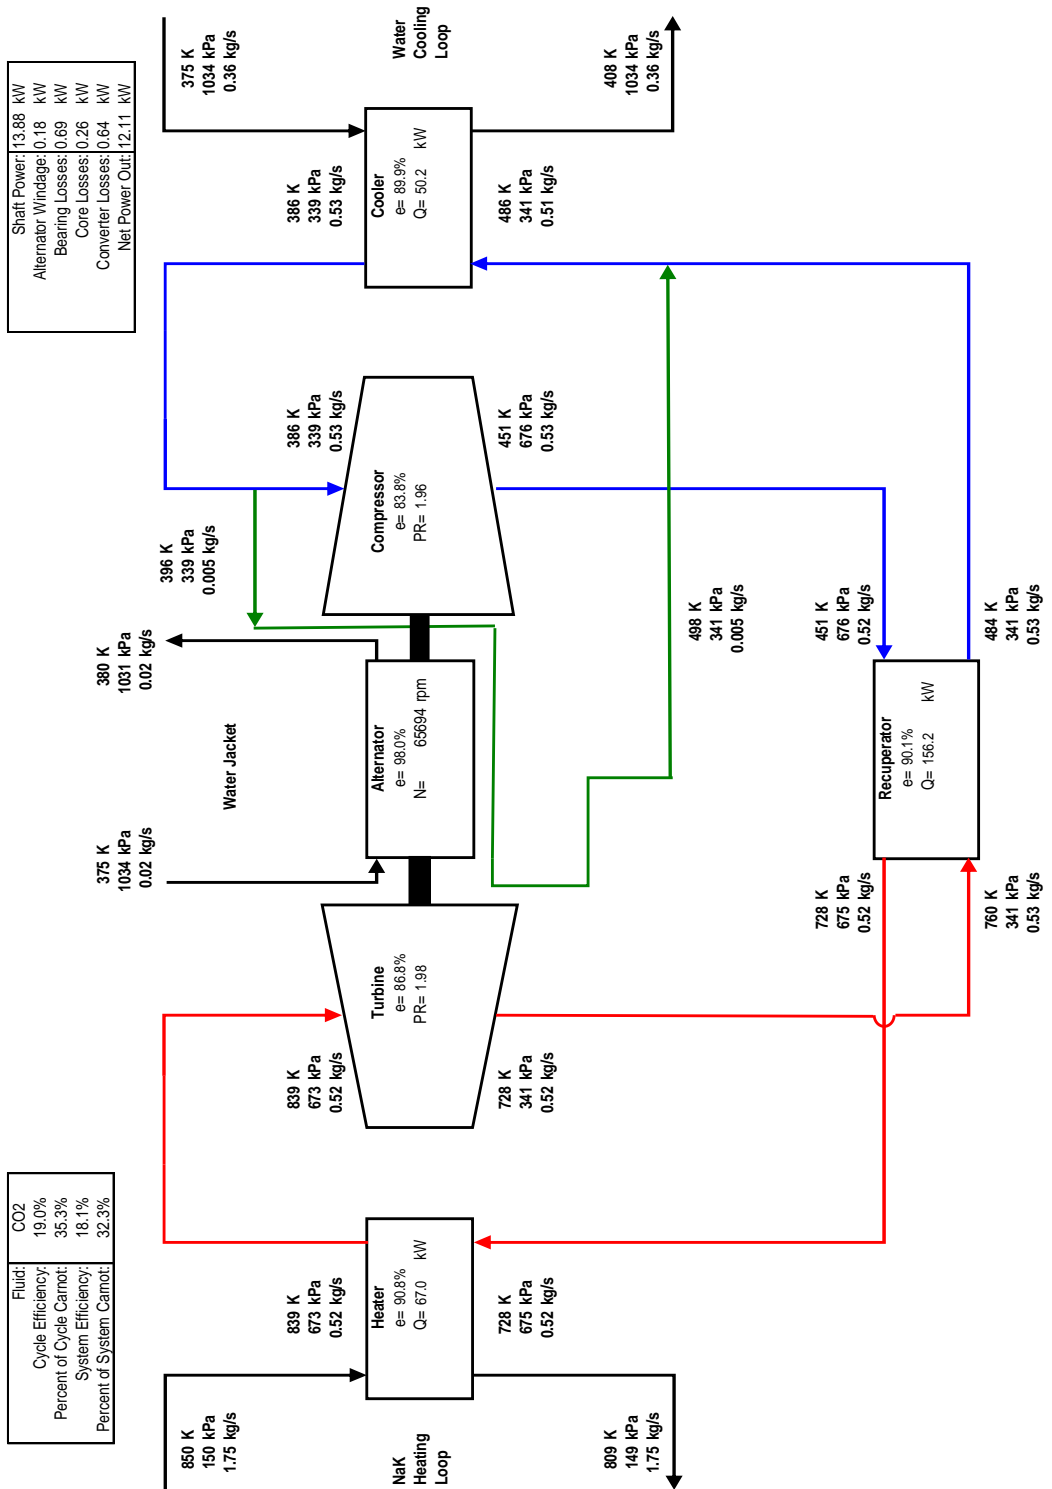 Fluid: CO2
Cycle Efficiency: 19.0%
Percent of Cycle Carnot: 35.3%
System Efficiency: 18.1%
Percent of System Carnot: 32.3%
Shaft Power: 13.88 kW
Alternator Windage: 0.18 kW
Bearing Losses: 0.69 kW
Core Losses: 0.26 kW
Converter Losses: 0.64 kW
Net Power Out: 12.11 kW
850 K
150 kPa
1.75 kg/s
NaK
Heating
Loop
809 K
149 kPa
1.75 kg/s
839 K
673 kPa
0.52 kg/s
Heater
e= 90.8%
Q= 67.0 kW
728 K
675 kPa
0.52 kg/s
839 K
673 kPa
0.52 kg/s
Turbine
e= 86.8%
PR= 1.98
728 K
341 kPa
0.52 kg/s
375 K
1034 kPa
0.02 kg/s
Water Jacket
380 K
1031 kPa
0.02 kg/s
Alternator
e= 98.0%
N= 65694 rpm
396 K
339 kPa
0.005 kg/s
386 K
339 kPa
0.53 kg/s
Compressor
e= 83.8%
PR= 1.96
451 K
676 kPa
0.53 kg/s
498 K
341 kPa
0.005 kg/s
386 K
339 kPa
0.53 kg/s
Cooler
e= 89.9%
Q= 50.2 kW
486 K
341 kPa
0.51 kg/s
375 K
1034 kPa
0.36 kg/s
Water
Cooling
Loop
408 K
1034 kPa
0.36 kg/s
728 K
675 kPa
0.52 kg/s
760 K
341 kPa
0.53 kg/s
Recuperator
e= 90.1%
Q= 156.2 kW
451 K
676 kPa
0.52 kg/s
484 K
341 kPa
0.53 kg/s